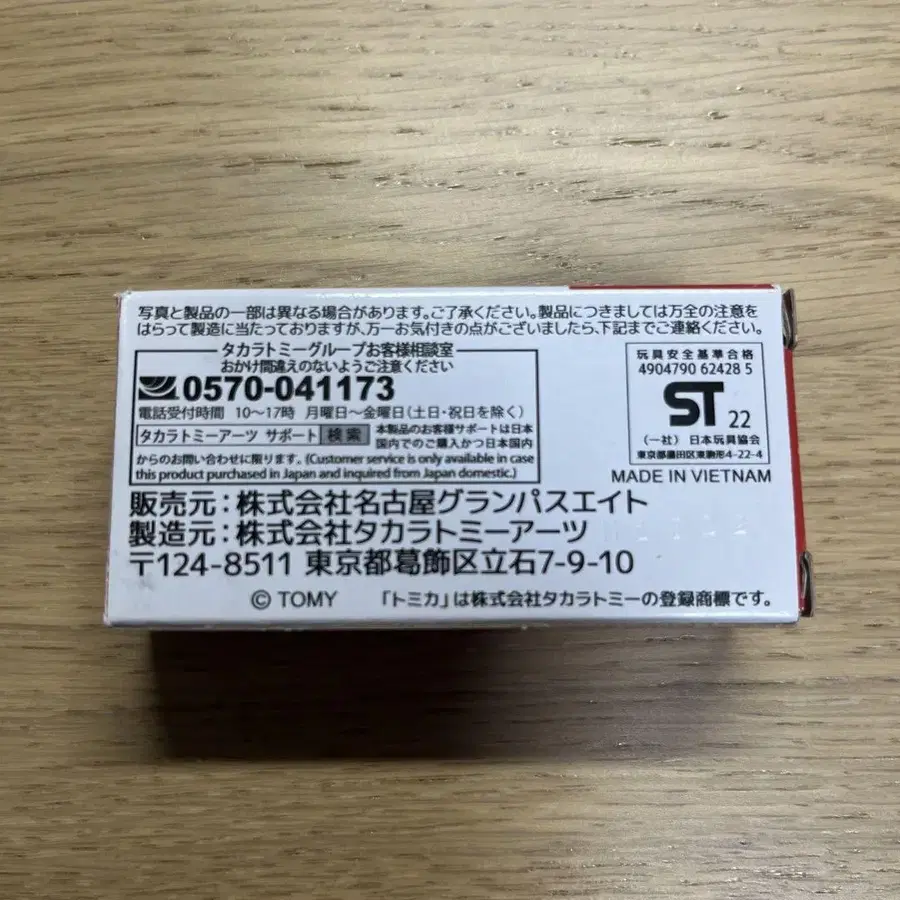 写真と製品の一部は異なる場合があります。ご了承ください。製品につきましては万全の注意を
はらって製造に当たっておりますが、万一お気付きの点がございましたら、下記までご連絡ください。
タカラトミーグループお客様相談室
おかけ間違えのないようご注意ください
0570-041173
電話受付時間 10〜17時 月曜日〜金曜日(土日・祝日を除く)
タカラトミーアーツ サポート 検索
本製品のお客様サポートは日本
国内でのご購入かつ日本国内
からのお問い合わせに限ります。(Customer service is only available in case
this product purchased in Japan and inquired from Japan domestic.)
玩具安全基準合格
4904790 62428 5
ST 22
(一社) 日本玩具協会
東京都墨田区東駒形4-22-4
MADE IN VIETNAM
販売元:株式会社名古屋グランパスエイト
製造元:株式会社タカラトミーアーツ
〒124-8511 東京都葛飾区立石7-9-10
© TOMY 「トミカ」は株式会社タカラトミーの登録商標です。